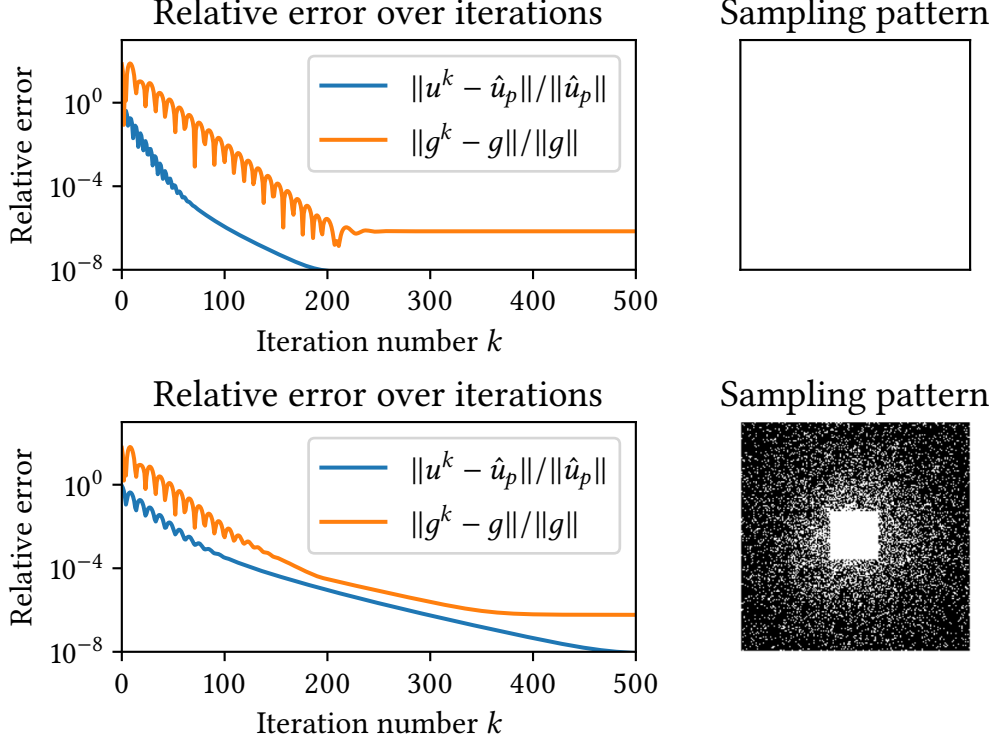 Relative error over iterations
Sampling pattern
Relative error
10^0
10^{-4}
10^{-8}
‖u^k − û_p‖/‖û_p‖
‖g^k − g‖/‖g‖
0 100 200 300 400 500
Iteration number k
Relative error over iterations
Sampling pattern
Relative error
10^0
10^{-4}
10^{-8}
‖u^k − û_p‖/‖û_p‖
‖g^k − g‖/‖g‖
0 100 200 300 400 500
Iteration number k